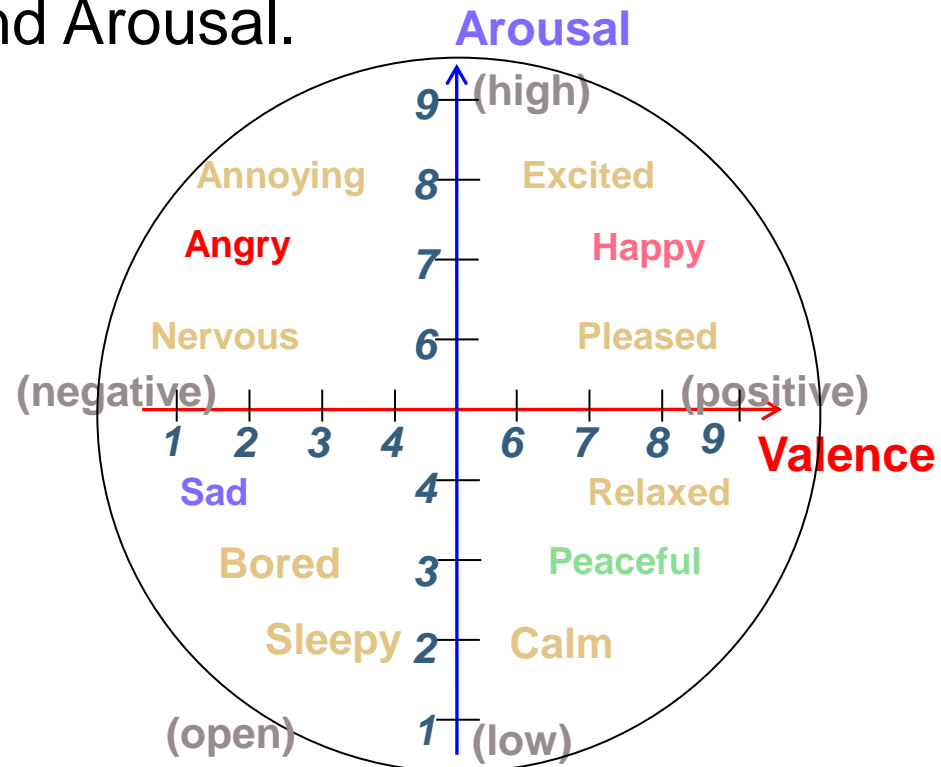 nd Arousal.
Arousal
(high)
9
Annoying 8 Excited
Angry Happy
7
Nervous 6 Pleased
(negative) (positive)
1 2 3 4 6 7 8 9
Valence
Sad 4 Relaxed
Bored 3 Peaceful
Sleepy 2 Calm
(open) 1 (low)